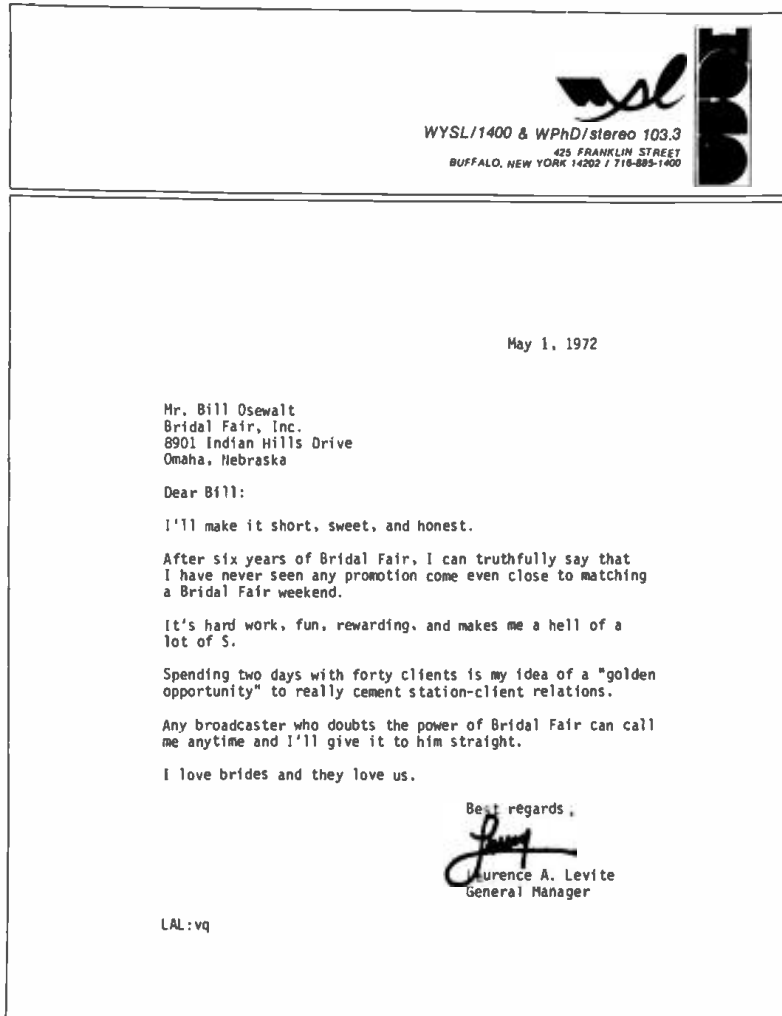 wsl
WYSL/1400 & WPhD/stereo 103.3
425 FRANKLIN STREET
BUFFALO, NEW YORK 14202 / 716-885-1400
May 1, 1972
Mr. Bill Osewalt
Bridal Fair, Inc.
8901 Indian Hills Drive
Omaha, Nebraska
Dear Bill:
I'll make it short, sweet, and honest.
After six years of Bridal Fair, I can truthfully say that
I have never seen any promotion come even close to matching
a Bridal Fair weekend.
It's hard work, fun, rewarding, and makes me a hell of a
lot of $.
Spending two days with forty clients is my idea of a "golden
opportunity" to really cement station-client relations.
Any broadcaster who doubts the power of Bridal Fair can call
me anytime and I'll give it to him straight.
I love brides and they love us.
Best regards,
Larry
Laurence A. Levite
General Manager
LAL:vq